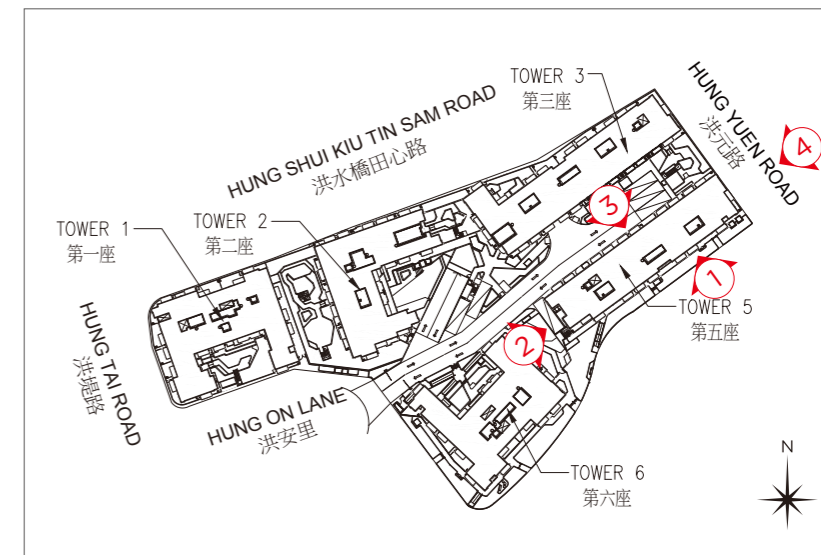 TOWER 3
第三座
HUNG YUEN ROAD
洪元路
4
HUNG SHUI KIU TIN SAM ROAD
洪水橋田心路
TOWER 1
第一座
TOWER 2
第二座
3
1
TOWER 5
第五座
HUNG TAI ROAD
洪堤路
2
HUNG ON LANE
洪安里
TOWER 6
第六座
N